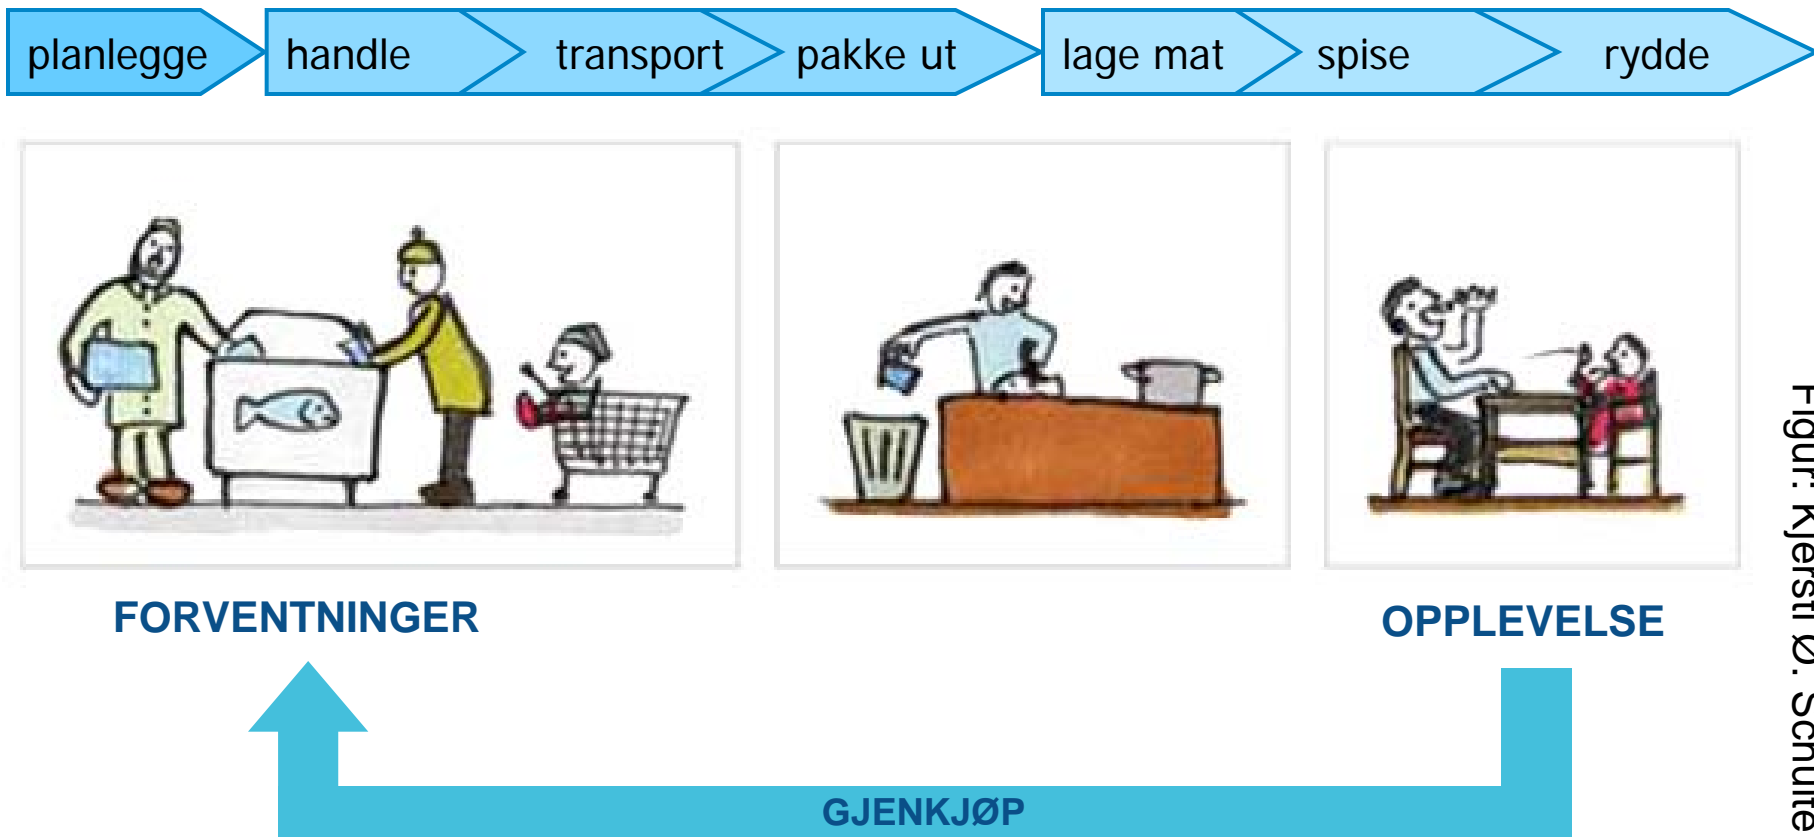 planlegge handle transport pakke ut lage mat spise rydde
FORVENTNINGER
OPPLEVELSE
GJENKJØP
Figur: Kjersti Ø. Schulte